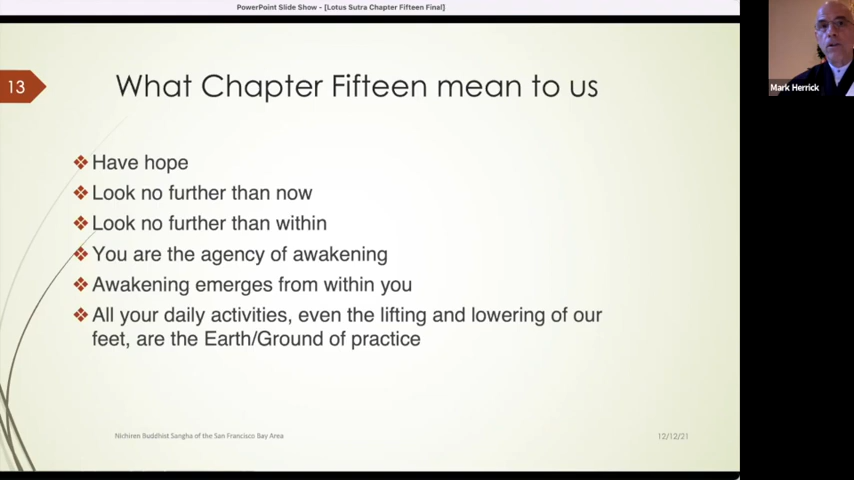 PowerPoint Slide Show - [Lotus Sutra Chapter Fifteen Final]
13
What Chapter Fifteen mean to us
Have hope
Look no further than now
Look no further than within
You are the agency of awakening
Awakening emerges from within you
All your daily activities, even the lifting and lowering of our
feet, are the Earth/Ground of practice
Nichiren Buddhist Sangha of the San Francisco Bay Area
12/12/21
Mark Herrick